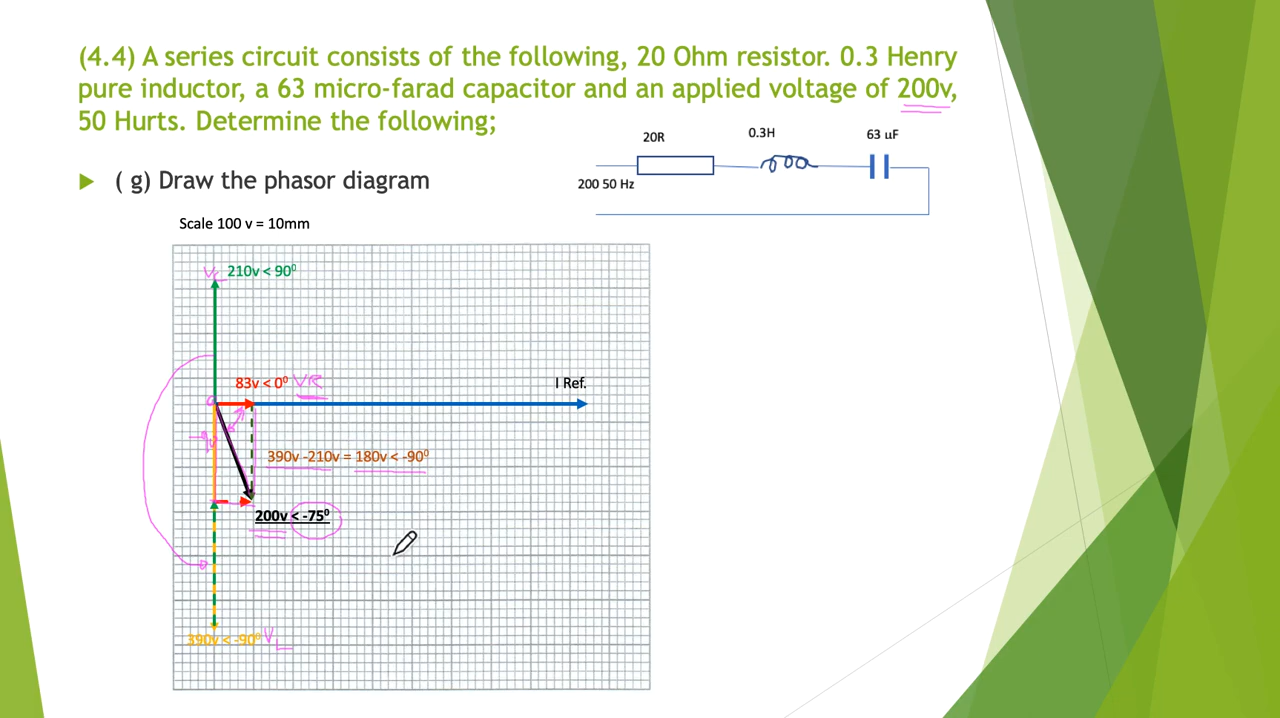 (4.4) A series circuit consists of the following, 20 Ohm resistor. 0.3 Henry
pure inductor, a 63 micro-farad capacitor and an applied voltage of 200v,
50 Hurts. Determine the following;
20R
0.3H
63 uF
( g) Draw the phasor diagram
200 50 Hz
Scale 100 v = 10mm
210v < 90⁰
83v < 0⁰ VR
I Ref.
390v -210v = 180v < -90⁰
200v < -75⁰
390v < -90⁰ VL